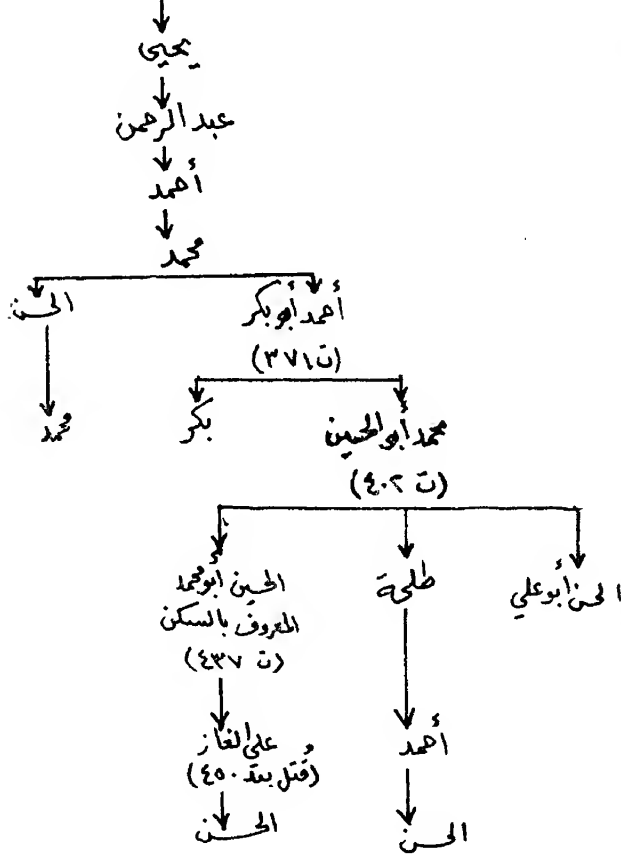 يحيى
عبد الرحمن
أحمد
محمد
أحمد أبو بكر
الحسن
(ت ٣٧١)
محمد أبو الحسين
بكر
محمد
(ت ٤٠٢)
الحسن أبو علي
طلحة
الحسين أبو محمد
المعروف بالسكن
(ت ٤٣٧)
أحمد
علي الغاز
(قُتل بعد ٤٥٠)
الحسن
الحسن